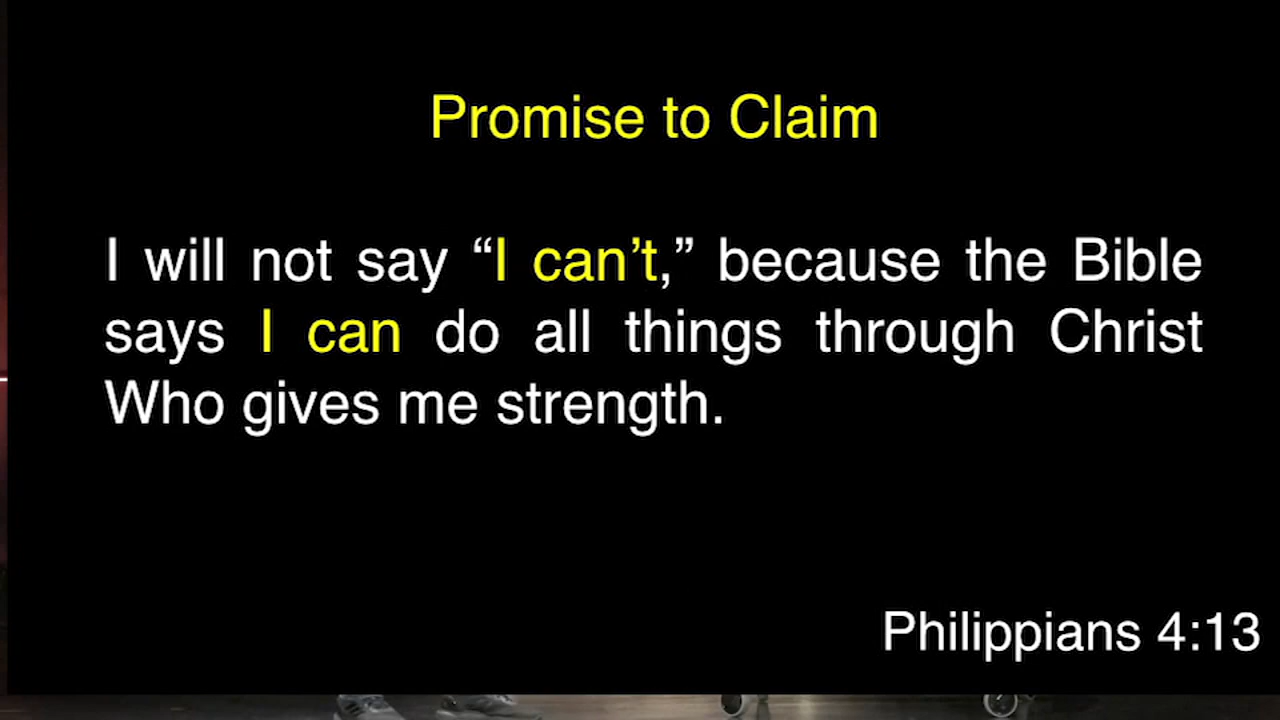 Promise to Claim
I will not say “I can’t,” because the Bible
says I can do all things through Christ
Who gives me strength.
Philippians 4:13